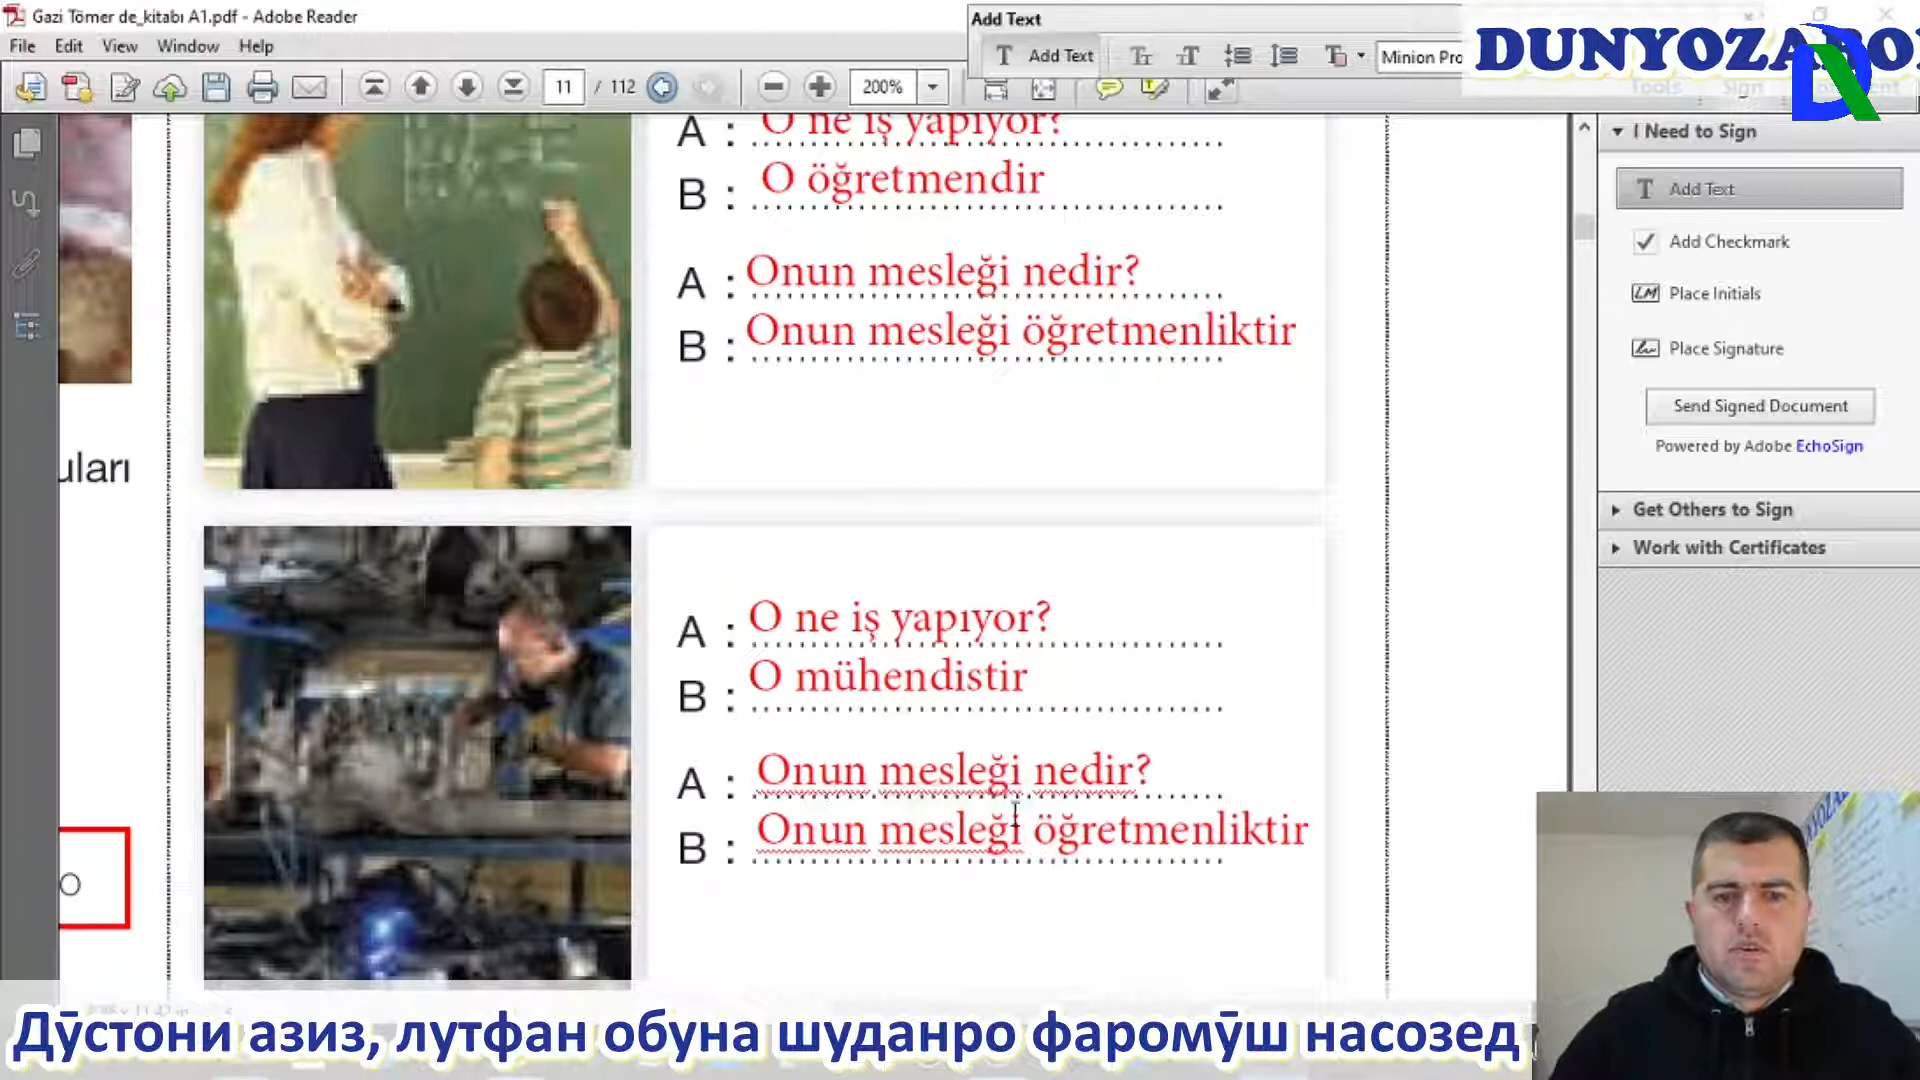 Gazi Tömer de_kitabı A1.pdf - Adobe Reader
File Edit View Window Help
Add Text
Add Text
Minion Pro
DUNYOZABON
11 / 112
200%
A : O ne iş yapıyor?
B : O öğretmendir
A : Onun mesleği nedir?
B : Onun mesleği öğretmenliktir
uları
A : O ne iş yapıyor?
B : O mühendistir
A : Onun mesleği nedir?
B : Onun mesleği öğretmenliktir
O
I Need to Sign
Add Text
Add Checkmark
Place Initials
Place Signature
Send Signed Document
Powered by Adobe EchoSign
Get Others to Sign
Work with Certificates
Дӯстони азиз, лутфан обуна шуданро фаромӯш насозед